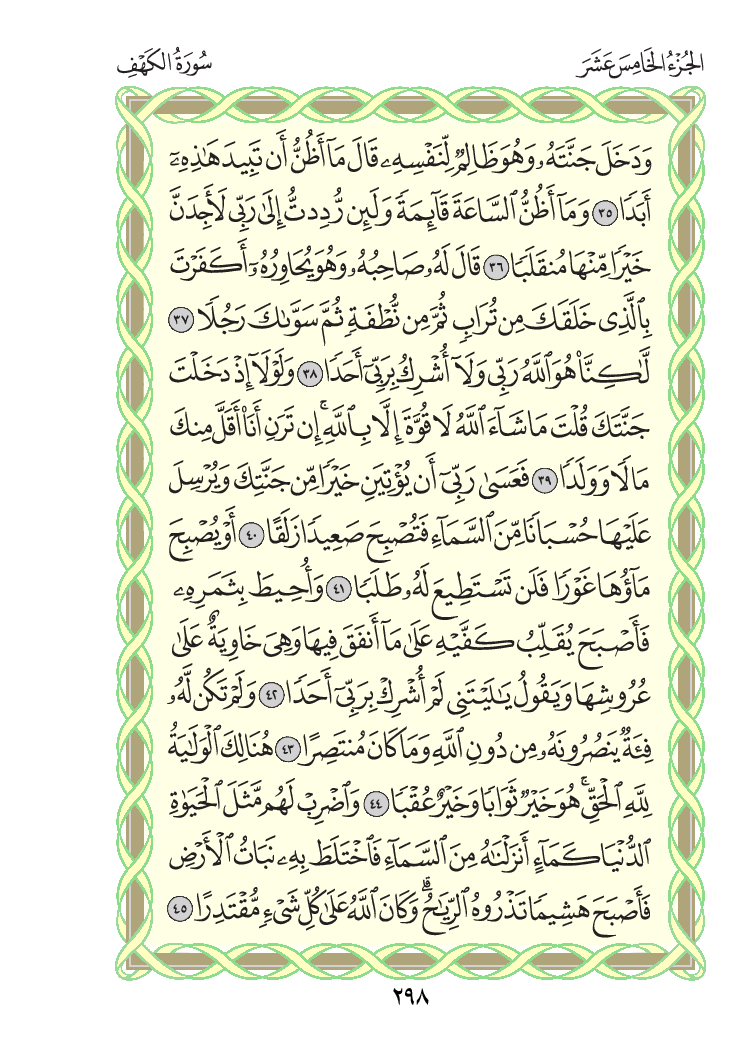 الجُزْءُ الخَامِسَ عَشَرَ
سُورَةُ الكَهْفِ
وَدَخَلَ جَنَّتَهُۥ وَهُوَ ظَالِمٌ لِّنَفْسِهِۦ قَالَ مَآ أَظُنُّ أَن تَبِيدَ هَٰذِهِۦٓ
أَبَدًا ٣٥ وَمَآ أَظُنُّ ٱلسَّاعَةَ قَآئِمَةً وَلَئِن رُّدِدتُّ إِلَىٰ رَبِّى لَأَجِدَنَّ
خَيْرًا مِّنْهَا مُنقَلَبًا ٣٦ قَالَ لَهُۥ صَاحِبُهُۥ وَهُوَ يُحَاوِرُهُۥٓ أَكَفَرْتَ
بِٱلَّذِى خَلَقَكَ مِن تُرَابٍ ثُمَّ مِن نُّطْفَةٍ ثُمَّ سَوَّىٰكَ رَجُلًا ٣٧
لَّٰكِنَّا۠ هُوَ ٱللَّهُ رَبِّى وَلَآ أُشْرِكُ بِرَبِّىٓ أَحَدًا ٣٨ وَلَوْلَآ إِذْ دَخَلْتَ
جَنَّتَكَ قُلْتَ مَا شَآءَ ٱللَّهُ لَا قُوَّةَ إِلَّا بِٱللَّهِ ۚ إِن تَرَنِ أَنَا۠ أَقَلَّ مِنكَ
مَالًا وَوَلَدًا ٣٩ فَعَسَىٰ رَبِّىٓ أَن يُؤْتِيَنِ خَيْرًا مِّن جَنَّتِكَ وَيُرْسِلَ
عَلَيْهَا حُسْبَانًا مِّنَ ٱلسَّمَآءِ فَتُصْبِحَ صَعِيدًا زَلَقًا ٤٠ أَوْ يُصْبِحَ
مَآؤُهَا غَوْرًا فَلَن تَسْتَطِيعَ لَهُۥ طَلَبًا ٤١ وَأُحِيطَ بِثَمَرِهِۦ
فَأَصْبَحَ يُقَلِّبُ كَفَّيْهِ عَلَىٰ مَآ أَنفَقَ فِيهَا وَهِىَ خَاوِيَةٌ عَلَىٰ
عُرُوشِهَا وَيَقُولُ يَٰلَيْتَنِى لَمْ أُشْرِكْ بِرَبِّىٓ أَحَدًا ٤٢ وَلَمْ تَكُن لَّهُۥ
فِئَةٌ يَنصُرُونَهُۥ مِن دُونِ ٱللَّهِ وَمَا كَانَ مُنتَصِرًا ٤٣ هُنَالِكَ ٱلْوَلَٰيَةُ
لِلَّهِ ٱلْحَقِّ ۚ هُوَ خَيْرٌ ثَوَابًا وَخَيْرٌ عُقْبًا ٤٤ وَٱضْرِبْ لَهُم مَّثَلَ ٱلْحَيَوٰةِ
ٱلدُّنْيَا كَمَآءٍ أَنزَلْنَٰهُ مِنَ ٱلسَّمَآءِ فَٱخْتَلَطَ بِهِۦ نَبَاتُ ٱلْأَرْضِ
فَأَصْبَحَ هَشِيمًا تَذْرُوهُ ٱلرِّيَٰحُ ۗ وَكَانَ ٱللَّهُ عَلَىٰ كُلِّ شَىْءٍ مُّقْتَدِرًا ٤٥
٢٩٨